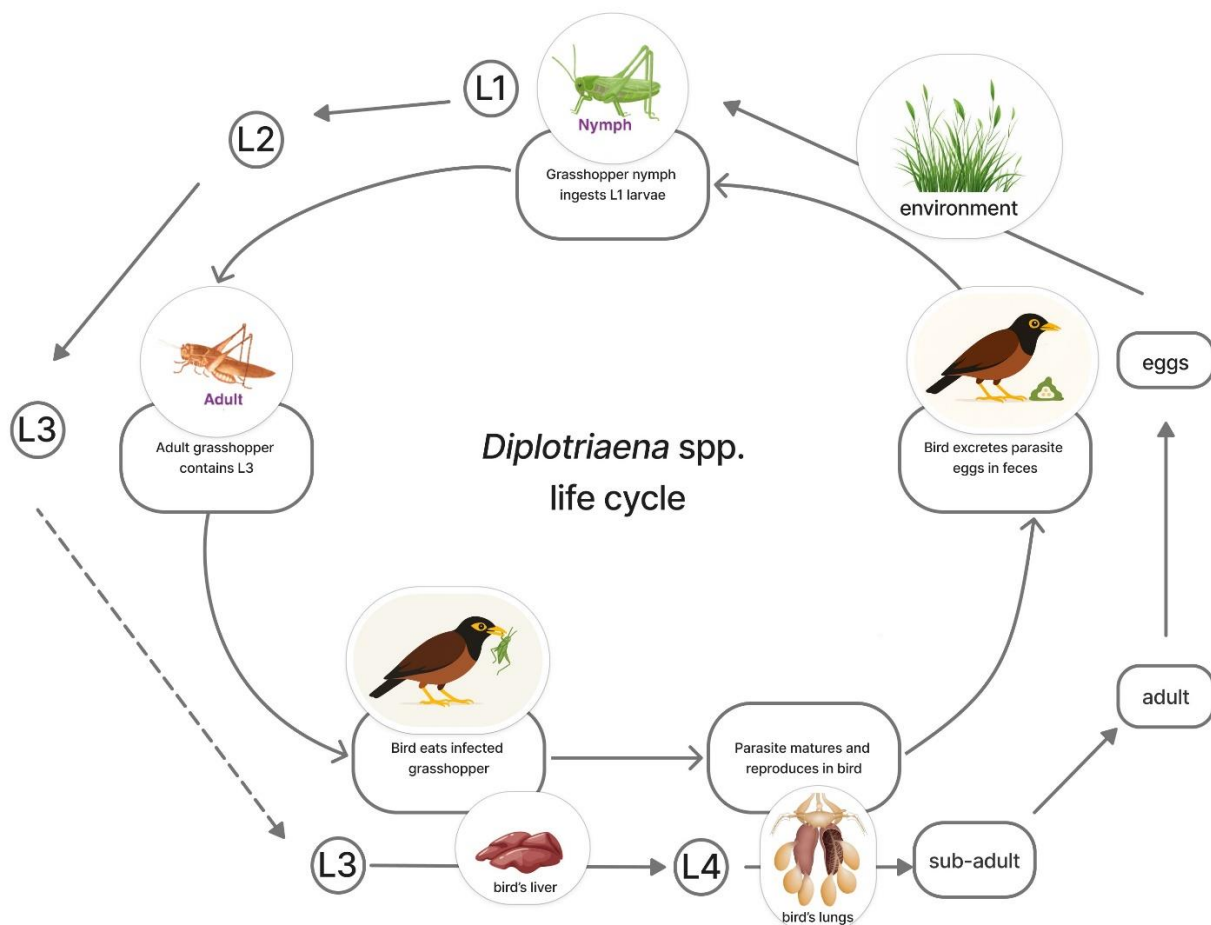 L1
Nymph
Grasshopper nymph
ingests L1 larvae
L2
environment
Adult
Adult grasshopper
contains L3
L3
Diplotriaena spp.
life cycle
Bird excretes parasite
eggs in feces
eggs
adult
Bird eats infected
grasshopper
Parasite matures and
reproduces in bird
L3
bird's liver
L4
bird's lungs
sub-adult